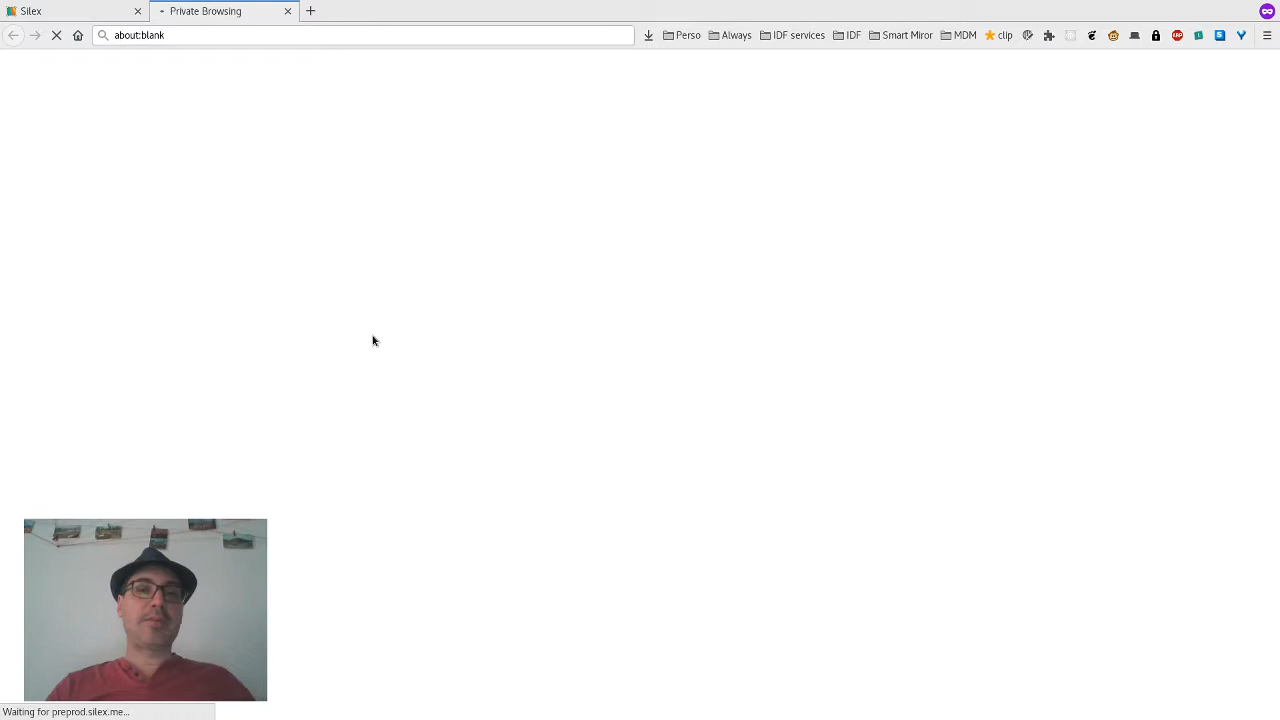 Silex
Private Browsing
about:blank
Perso
Always
IDF services
IDF
Smart Miror
MDM
clip
Waiting for preprod.silex.me...